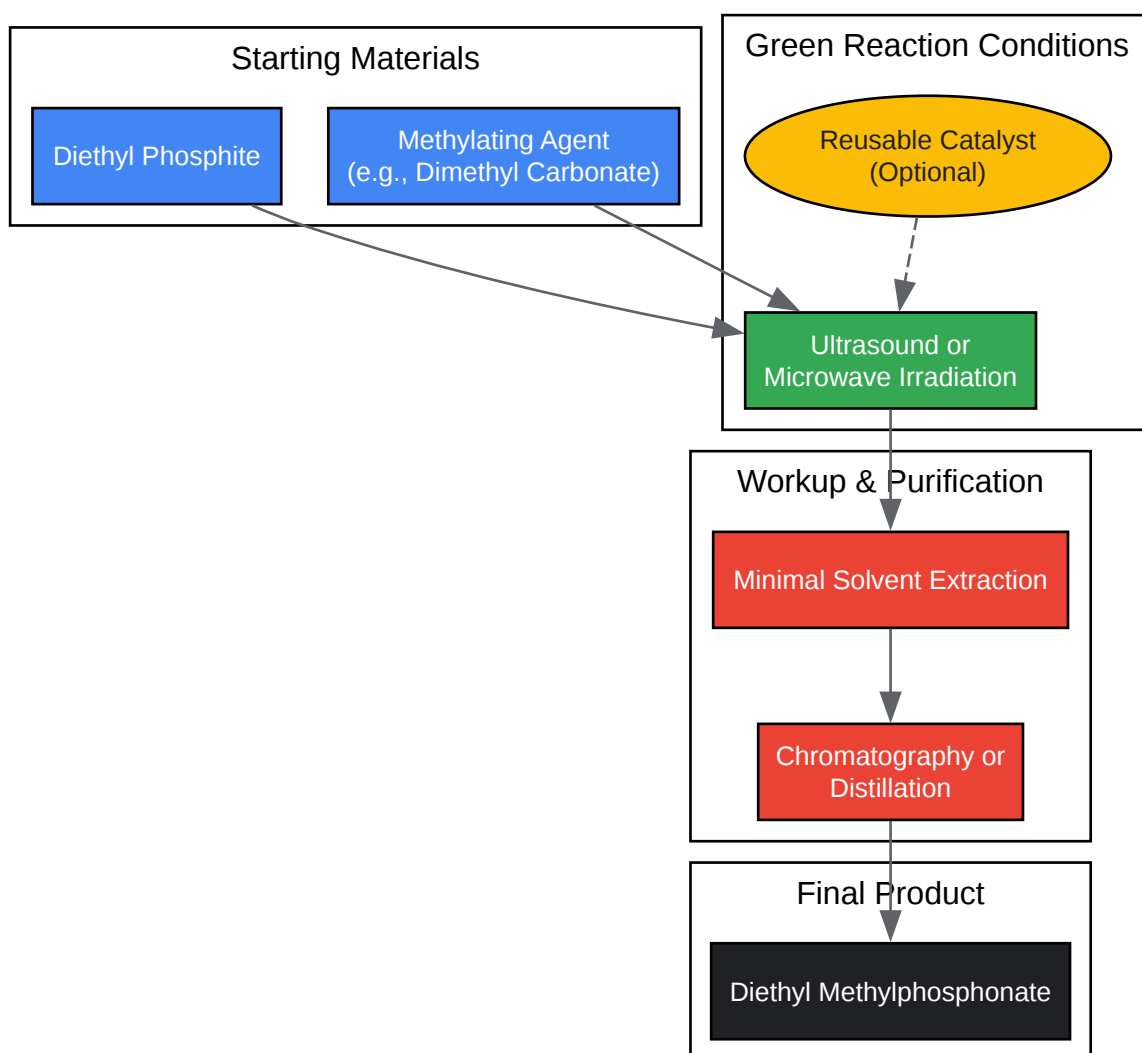 Starting Materials
Diethyl Phosphite
Methylating Agent
(e.g., Dimethyl Carbonate)
Green Reaction Conditions
Reusable Catalyst
(Optional)
Ultrasound or
Microwave Irradiation
Workup & Purification
Minimal Solvent Extraction
Chromatography or
Distillation
Final Product
Diethyl Methylphosphonate